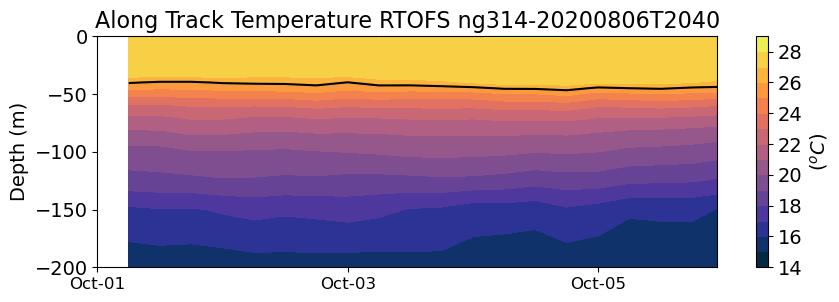 Along Track Temperature RTOFS ng314-20200806T2040
Depth (m)
0
−50
−100
−150
−200
Oct-01
Oct-03
Oct-05
28
26
24
22
20
18
16
14
(°C)